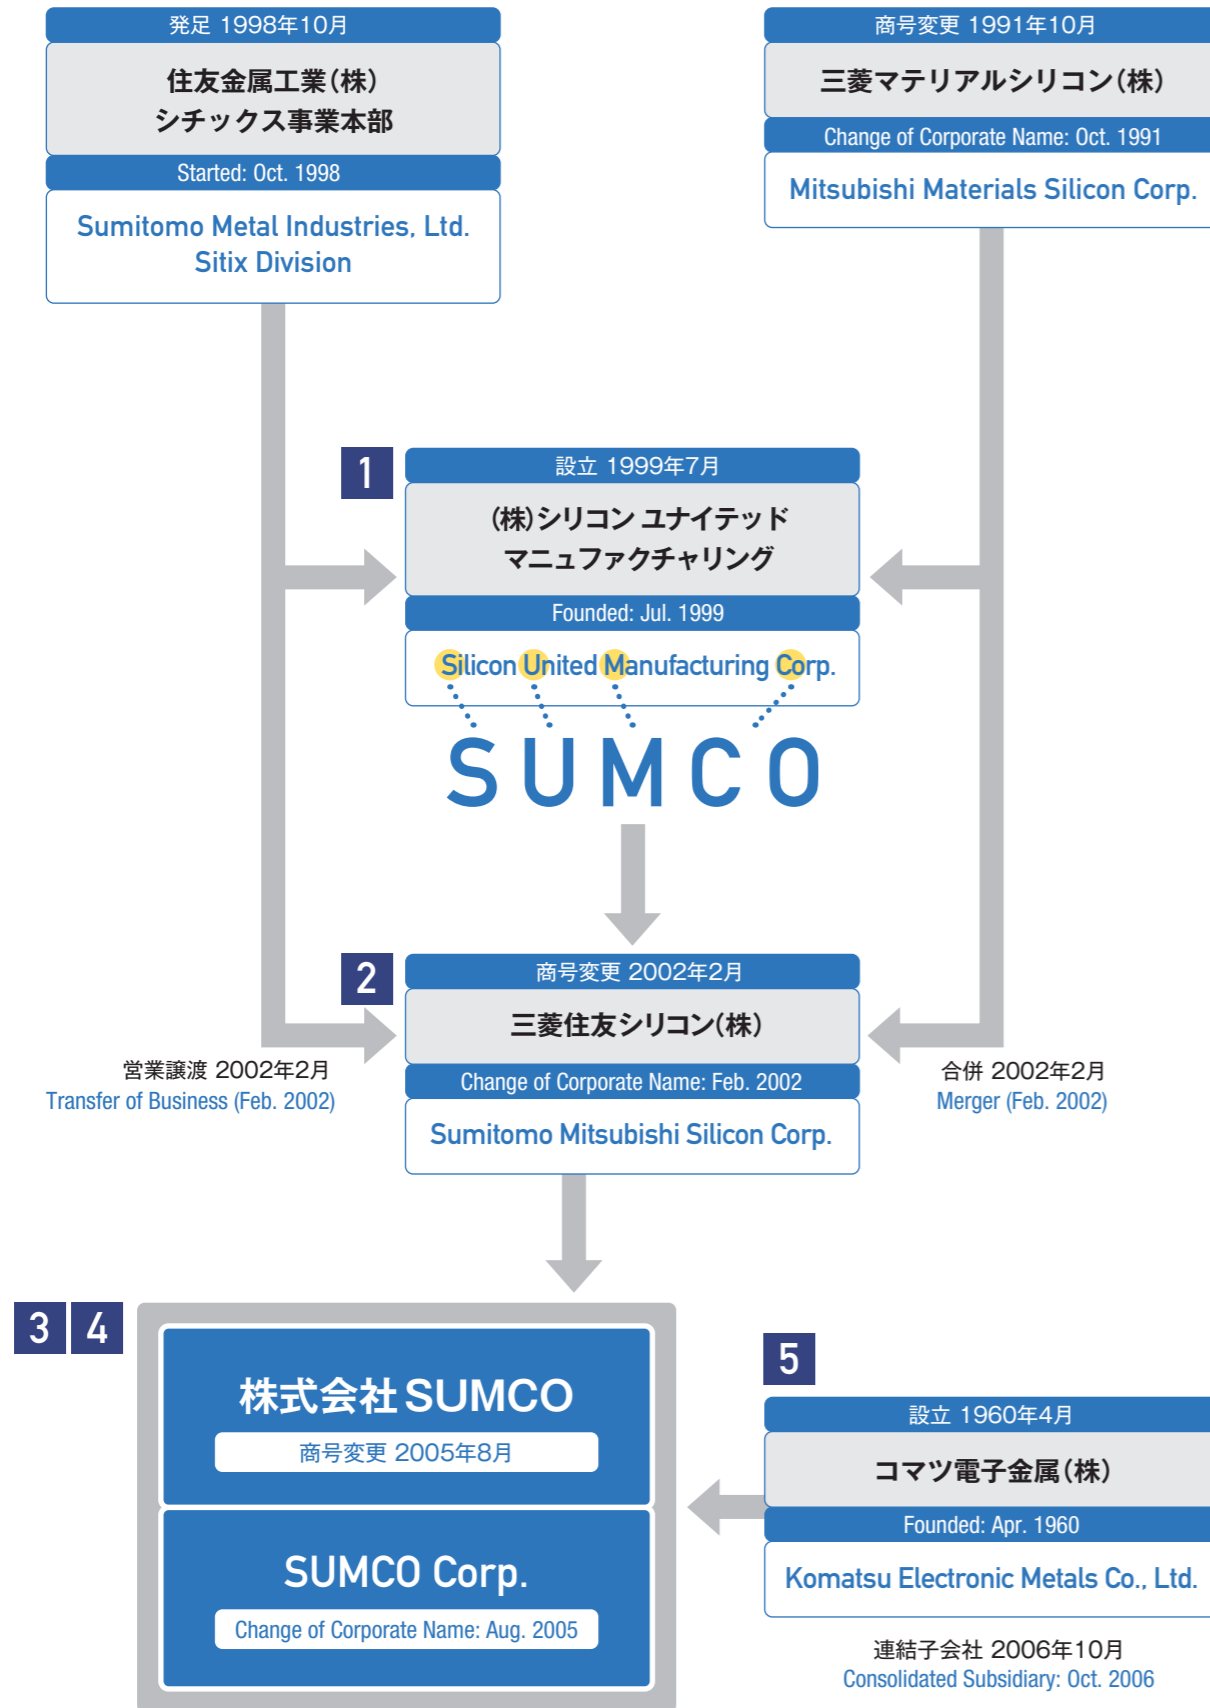 発足 1998年10月
住友金属工業(株)
シチックス事業本部
Started: Oct. 1998
Sumitomo Metal Industries, Ltd.
Sitix Division
商号変更 1991年10月
三菱マテリアルシリコン(株)
Change of Corporate Name: Oct. 1991
Mitsubishi Materials Silicon Corp.
1
設立 1999年7月
(株)シリコン ユナイテッド
マニュファクチャリング
Founded: Jul. 1999
Silicon United Manufacturing Corp.
SUMCO
2
商号変更 2002年2月
三菱住友シリコン(株)
Change of Corporate Name: Feb. 2002
Sumitomo Mitsubishi Silicon Corp.
営業譲渡 2002年2月
Transfer of Business (Feb. 2002)
合併 2002年2月
Merger (Feb. 2002)
3 4
株式会社SUMCO
商号変更 2005年8月
SUMCO Corp.
Change of Corporate Name: Aug. 2005
5
設立 1960年4月
コマツ電子金属(株)
Founded: Apr. 1960
Komatsu Electronic Metals Co., Ltd.
連結子会社 2006年10月
Consolidated Subsidiary: Oct. 2006